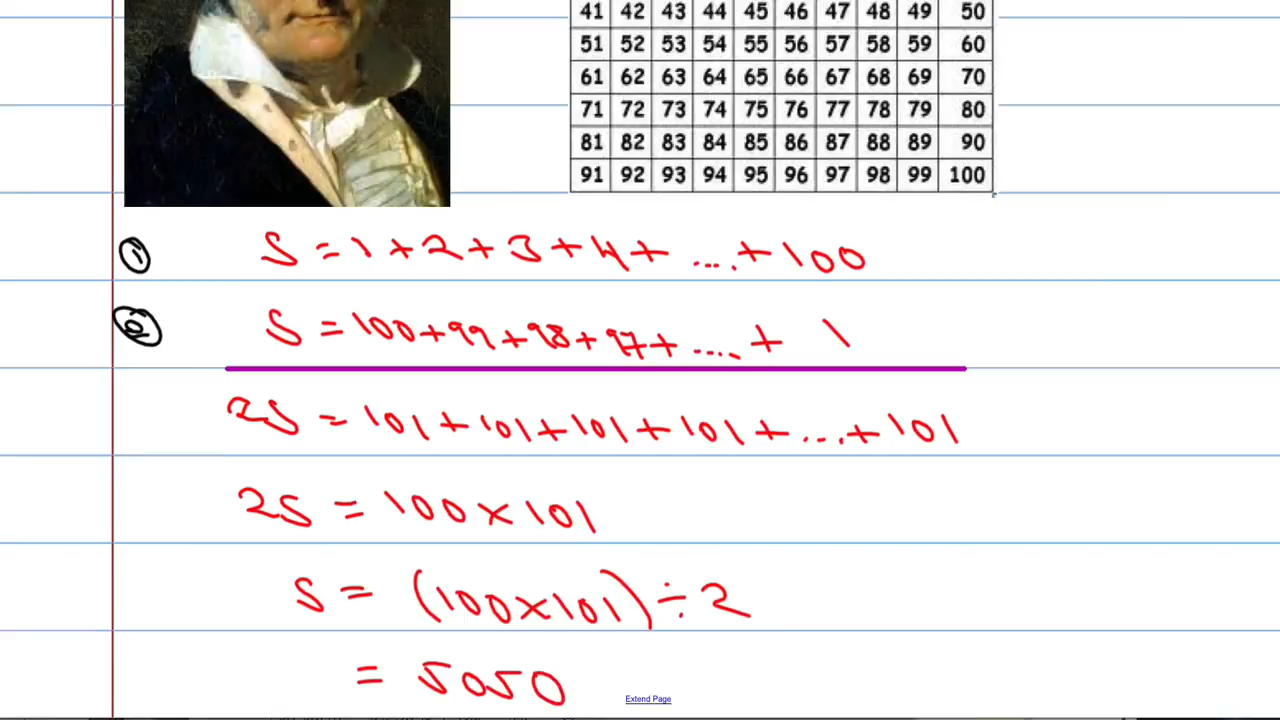 41 42 43 44 45 46 47 48 49 50
51 52 53 54 55 56 57 58 59 60
61 62 63 64 65 66 67 68 69 70
71 72 73 74 75 76 77 78 79 80
81 82 83 84 85 86 87 88 89 90
91 92 93 94 95 96 97 98 99 100
① S = 1 + 2 + 3 + 4 + .... + 100
② S = 100 + 99 + 98 + 97 + .... + 1
2S = 101 + 101 + 101 + 101 + ... + 101
2S = 100 × 101
S = (100 × 101) ÷ 2
= 5050
Extend Page